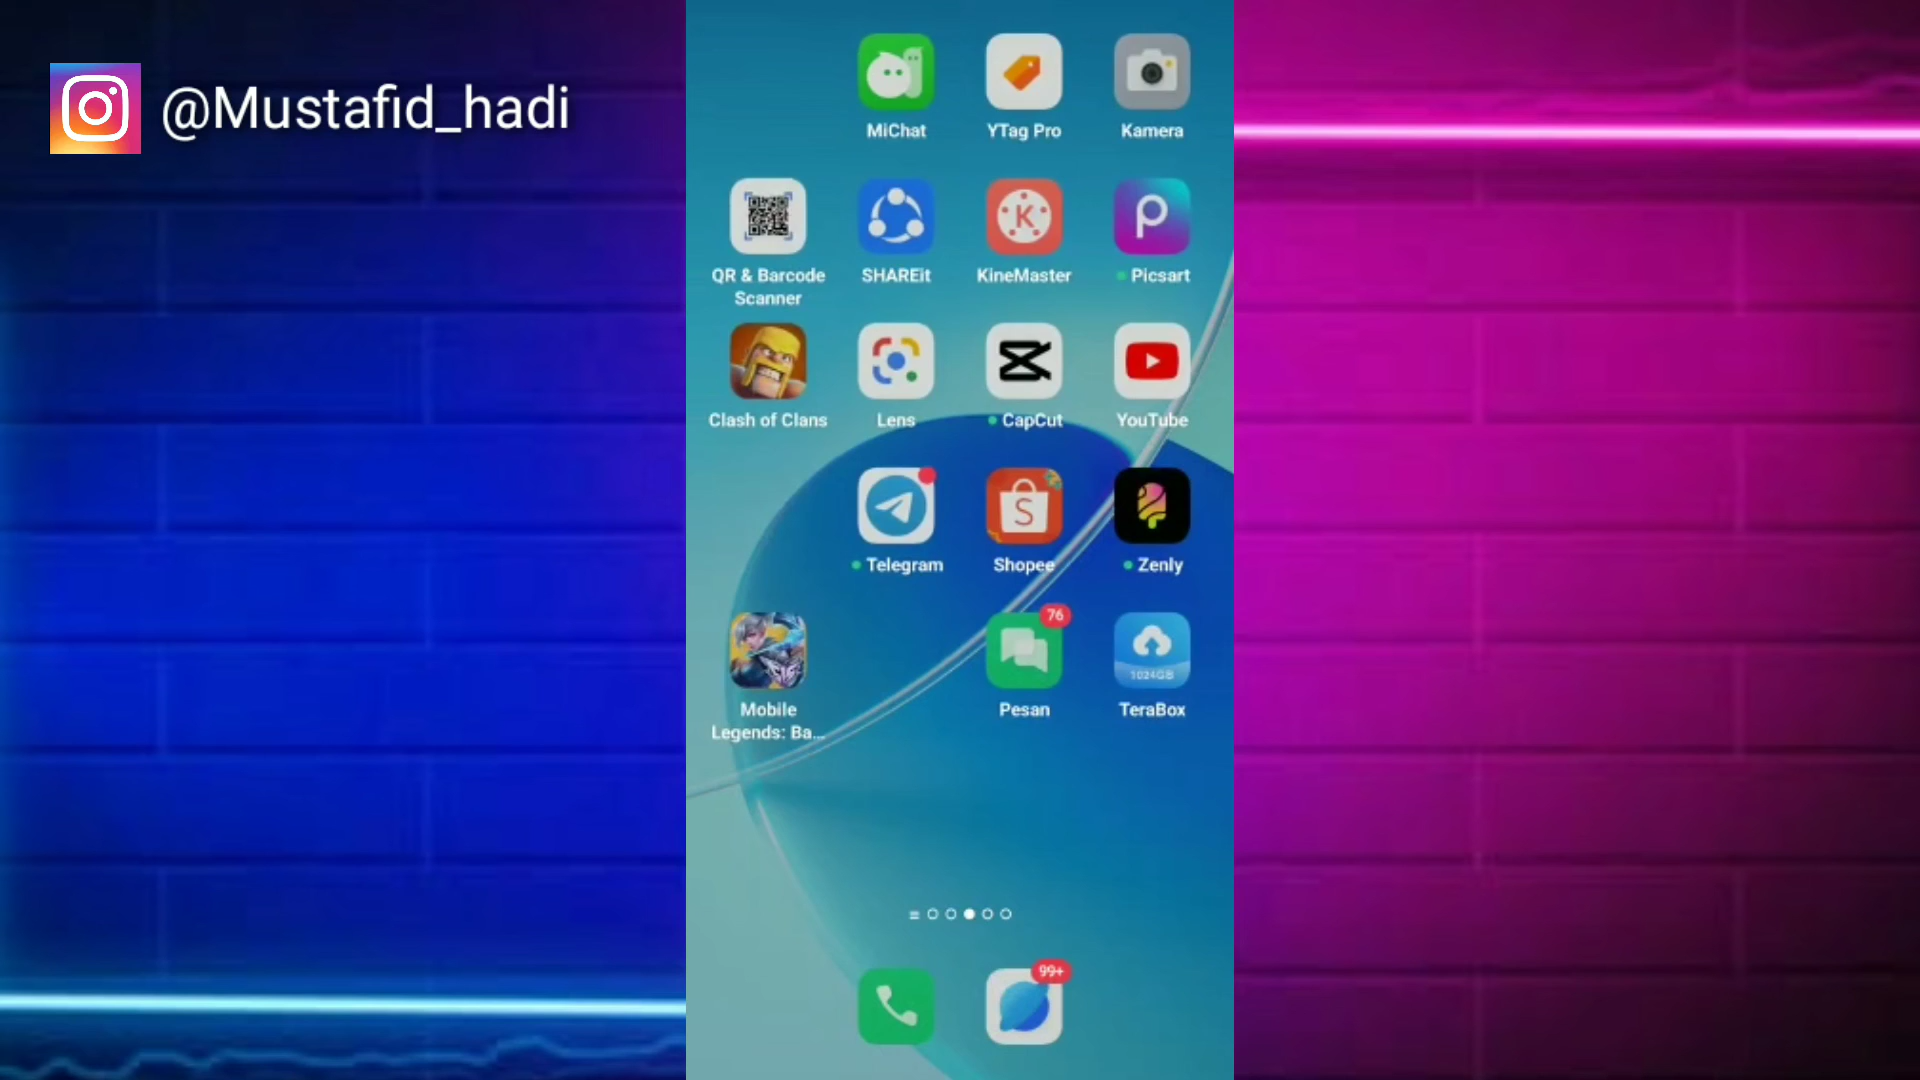 @Mustafid_hadi
MiChat
YTag Pro
Kamera
QR & Barcode
Scanner
SHAREit
KineMaster
Picsart
Clash of Clans
Lens
CapCut
YouTube
Telegram
Shopee
Zenly
76
1024GB
Mobile
Legends: Ba...
Pesan
TeraBox
99+